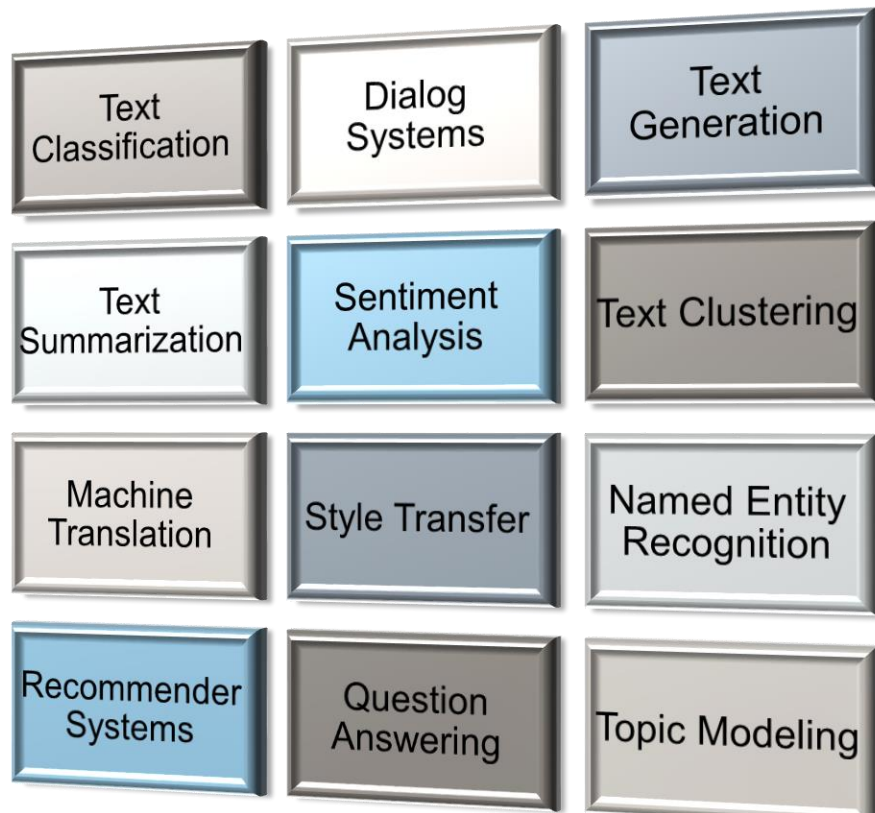 Text
Classification
Dialog
Systems
Text
Generation
Text
Summarization
Sentiment
Analysis
Text Clustering
Machine
Translation
Style Transfer
Named Entity
Recognition
Recommender
Systems
Question
Answering
Topic Modeling